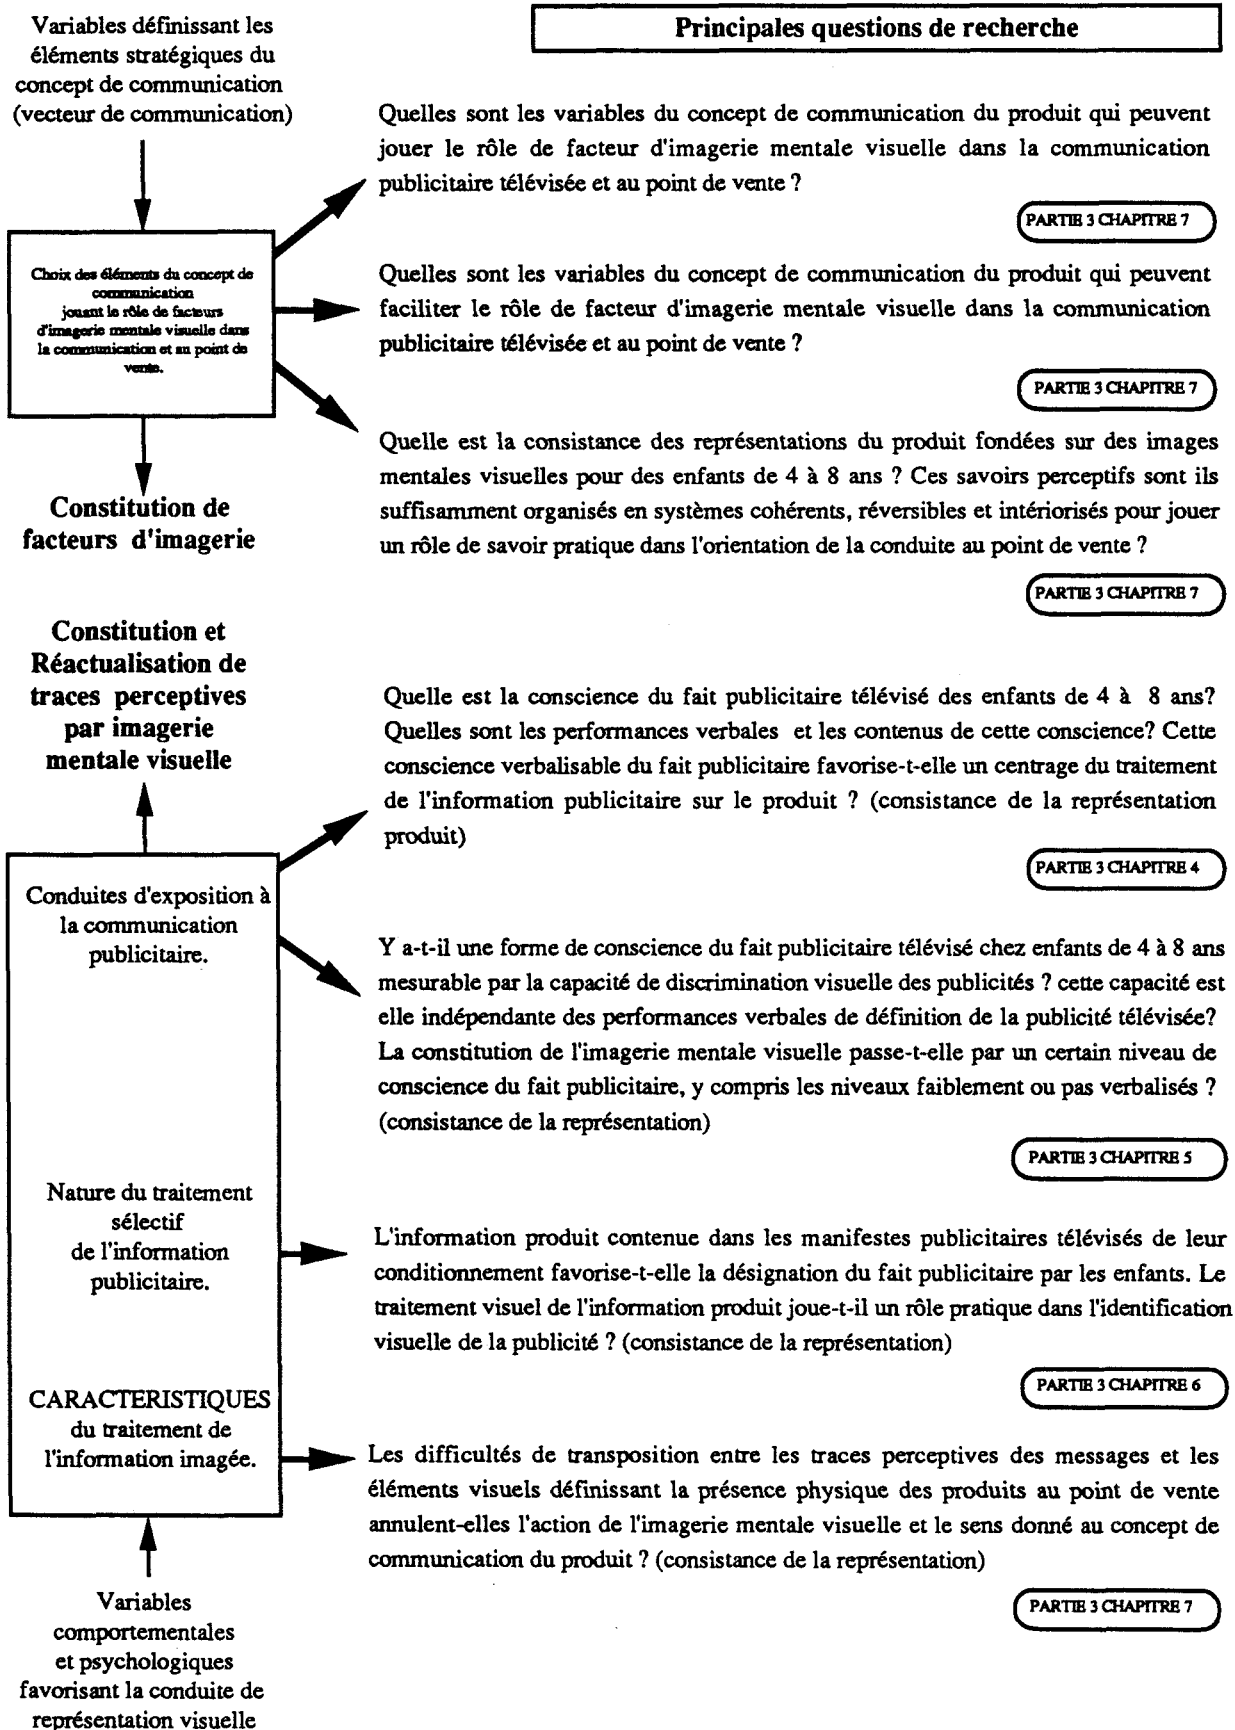 Variables définissant les
éléments stratégiques du
concept de communication
(vecteur de communication)
Principales questions de recherche
Quelles sont les variables du concept de communication du produit qui peuvent
jouer le rôle de facteur d'imagerie mentale visuelle dans la communication
publicitaire télévisée et au point de vente ?
PARTIE 3 CHAPITRE 7
Choix des éléments du concept de
communication
jouant le rôle de facteurs
d'imagerie mentale visuelle dans
la communication et au point de
vente.
Quelles sont les variables du concept de communication du produit qui peuvent
faciliter le rôle de facteur d'imagerie mentale visuelle dans la communication
publicitaire télévisée et au point de vente ?
PARTIE 3 CHAPITRE 7
Quelle est la consistance des représentations du produit fondées sur des images
mentales visuelles pour des enfants de 4 à 8 ans ? Ces savoirs perceptifs sont ils
suffisamment organisés en systèmes cohérents, réversibles et intériorisés pour jouer
un rôle de savoir pratique dans l'orientation de la conduite au point de vente ?
PARTIE 3 CHAPITRE 7
Constitution de
facteurs d'imagerie
Constitution et
Réactualisation de
traces perceptives
par imagerie
mentale visuelle
Quelle est la conscience du fait publicitaire télévisé des enfants de 4 à 8 ans?
Quelles sont les performances verbales et les contenus de cette conscience? Cette
conscience verbalisable du fait publicitaire favorise-t-elle un centrage du traitement
de l'information publicitaire sur le produit ? (consistance de la représentation
produit)
PARTIE 3 CHAPITRE 4
Conduites d'exposition à
la communication
publicitaire.
Y a-t-il une forme de conscience du fait publicitaire télévisé chez enfants de 4 à 8 ans
mesurable par la capacité de discrimination visuelle des publicités ? cette capacité est
elle indépendante des performances verbales de définition de la publicité télévisée?
La constitution de l'imagerie mentale visuelle passe-t-elle par un certain niveau de
conscience du fait publicitaire, y compris les niveaux faiblement ou pas verbalisés ?
(consistance de la représentation)
PARTIE 3 CHAPITRE 5
Nature du traitement
sélectif
de l'information
publicitaire.
L'information produit contenue dans les manifestes publicitaires télévisés de leur
conditionnement favorise-t-elle la désignation du fait publicitaire par les enfants. Le
traitement visuel de l'information produit joue-t-il un rôle pratique dans l'identification
visuelle de la publicité ? (consistance de la représentation)
PARTIE 3 CHAPITRE 6
CARACTERISTIQUES
du traitement de
l'information imagée.
Les difficultés de transposition entre les traces perceptives des messages et les
éléments visuels définissant la présence physique des produits au point de vente
annulent-elles l'action de l'imagerie mentale visuelle et le sens donné au concept de
communication du produit ? (consistance de la représentation)
PARTIE 3 CHAPITRE 7
Variables
comportementales
et psychologiques
favorisant la conduite de
représentation visuelle